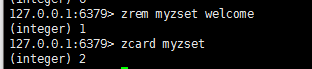 127.0.0.1:6379> zrem myzset welcome
(integer) 1
127.0.0.1:6379> zcard myzset
(integer) 2